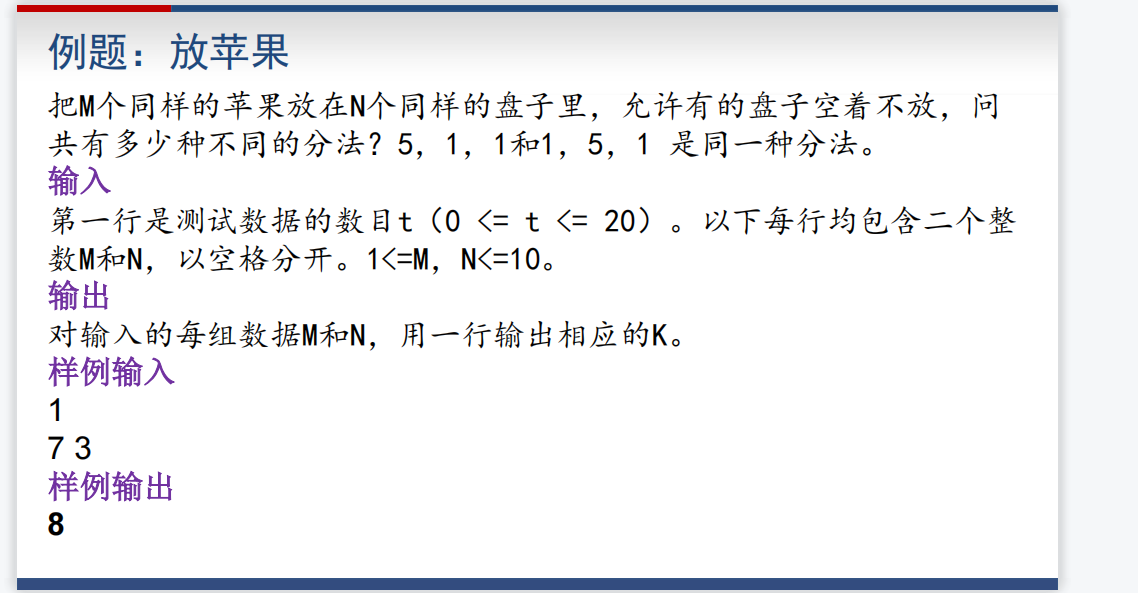 例题：放苹果
把M个同样的苹果放在N个同样的盘子里，允许有的盘子空着不放，问
共有多少种不同的分法？5，1，1和1，5，1 是同一种分法。
输入
第一行是测试数据的数目t（0 <= t <= 20）。以下每行均包含二个整
数M和N，以空格分开。1<=M，N<=10。
输出
对输入的每组数据M和N，用一行输出相应的K。
样例输入
1
7 3
样例输出
8